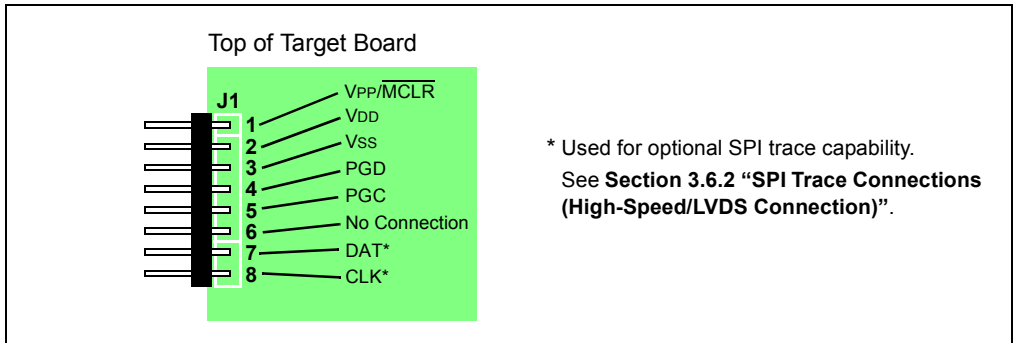 Top of Target Board
J1
1 VPP/MCLR
2 VDD
3 VSS
4 PGD
5 PGC
6 No Connection
7 DAT*
8 CLK*
* Used for optional SPI trace capability.
See Section 3.6.2 “SPI Trace Connections
(High-Speed/LVDS Connection)”.